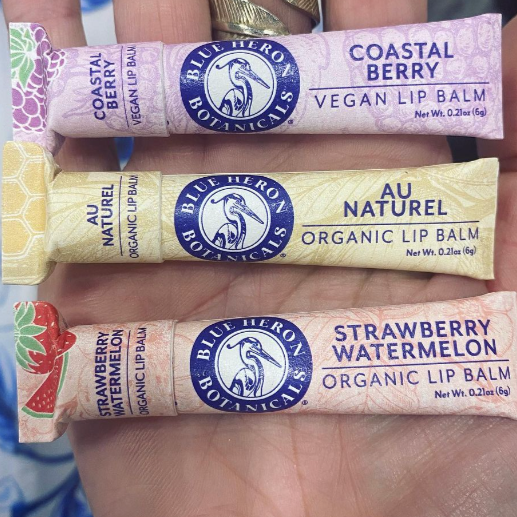 COASTAL
BERRY
VEGAN LIP BALM
BLUE HERON
BOTANICALS
®
COASTAL
BERRY
VEGAN LIP BALM
Net Wt. 0.21oz (6g)
AU
NATUREL
ORGANIC LIP BALM
BLUE HERON
BOTANICALS
®
AU
NATUREL
ORGANIC LIP BALM
Net Wt. 0.21oz (6g)
STRAWBERRY
WATERMELON
ORGANIC LIP BALM
BLUE HERON
BOTANICALS
®
STRAWBERRY
WATERMELON
ORGANIC LIP BALM
Net Wt. 0.21oz (6g)